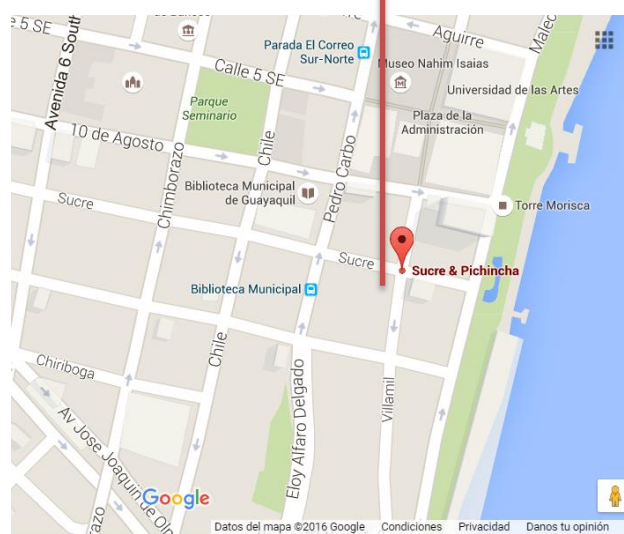 Aguirre
e 5 SE
Parada El Correo
Sur-Norte
Museo Nahim Isaias
Calle 5 SE
Avenida 6 South
Universidad de las Artes
Parque
Seminario
Plaza de la
Administración
10 de Agosto
Chile
Chimborazo
Pedro Carbo
Biblioteca Municipal
de Guayaquil
Sucre
Torre Morisca
Sucre
Sucre & Pichincha
Biblioteca Municipal
Chile
Chiriboga
Villamil
Eloy Alfaro Delgado
Av Jose Joaquin de Olm
razo
Google
Datos del mapa ©2016 Google Condiciones Privacidad Danos tu opinión